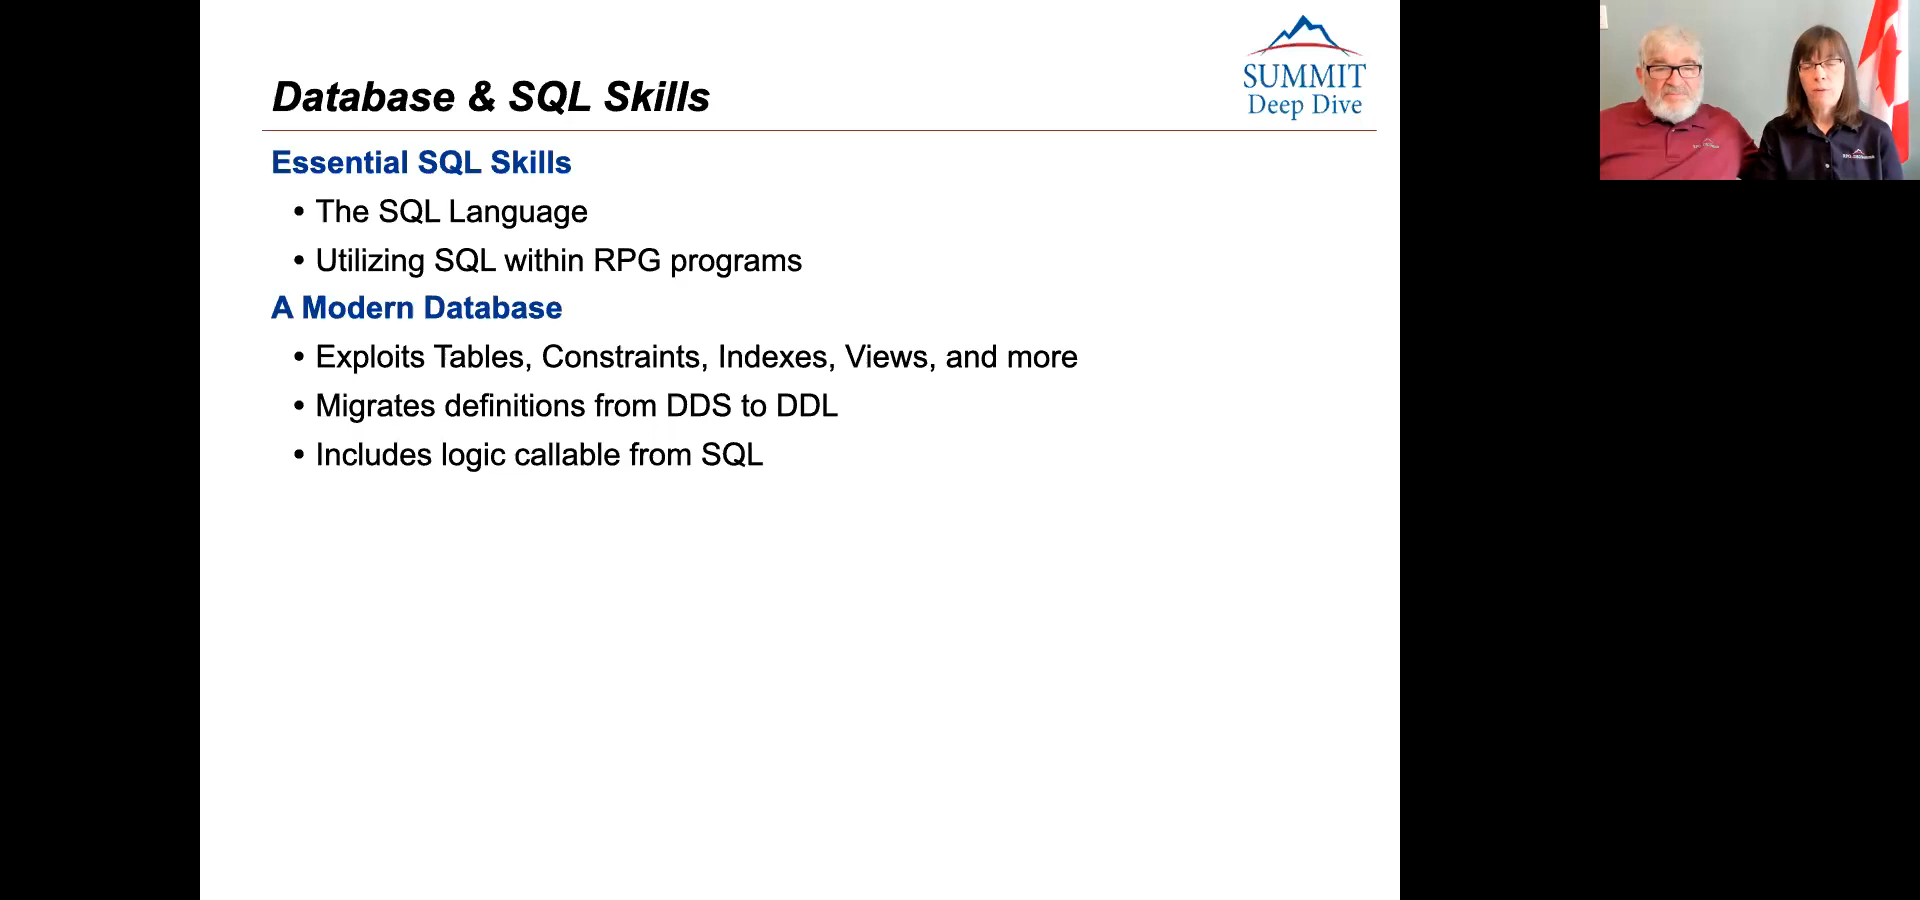 Database & SQL Skills
SUMMIT
Deep Dive
Essential SQL Skills
• The SQL Language
• Utilizing SQL within RPG programs
A Modern Database
• Exploits Tables, Constraints, Indexes, Views, and more
• Migrates definitions from DDS to DDL
• Includes logic callable from SQL